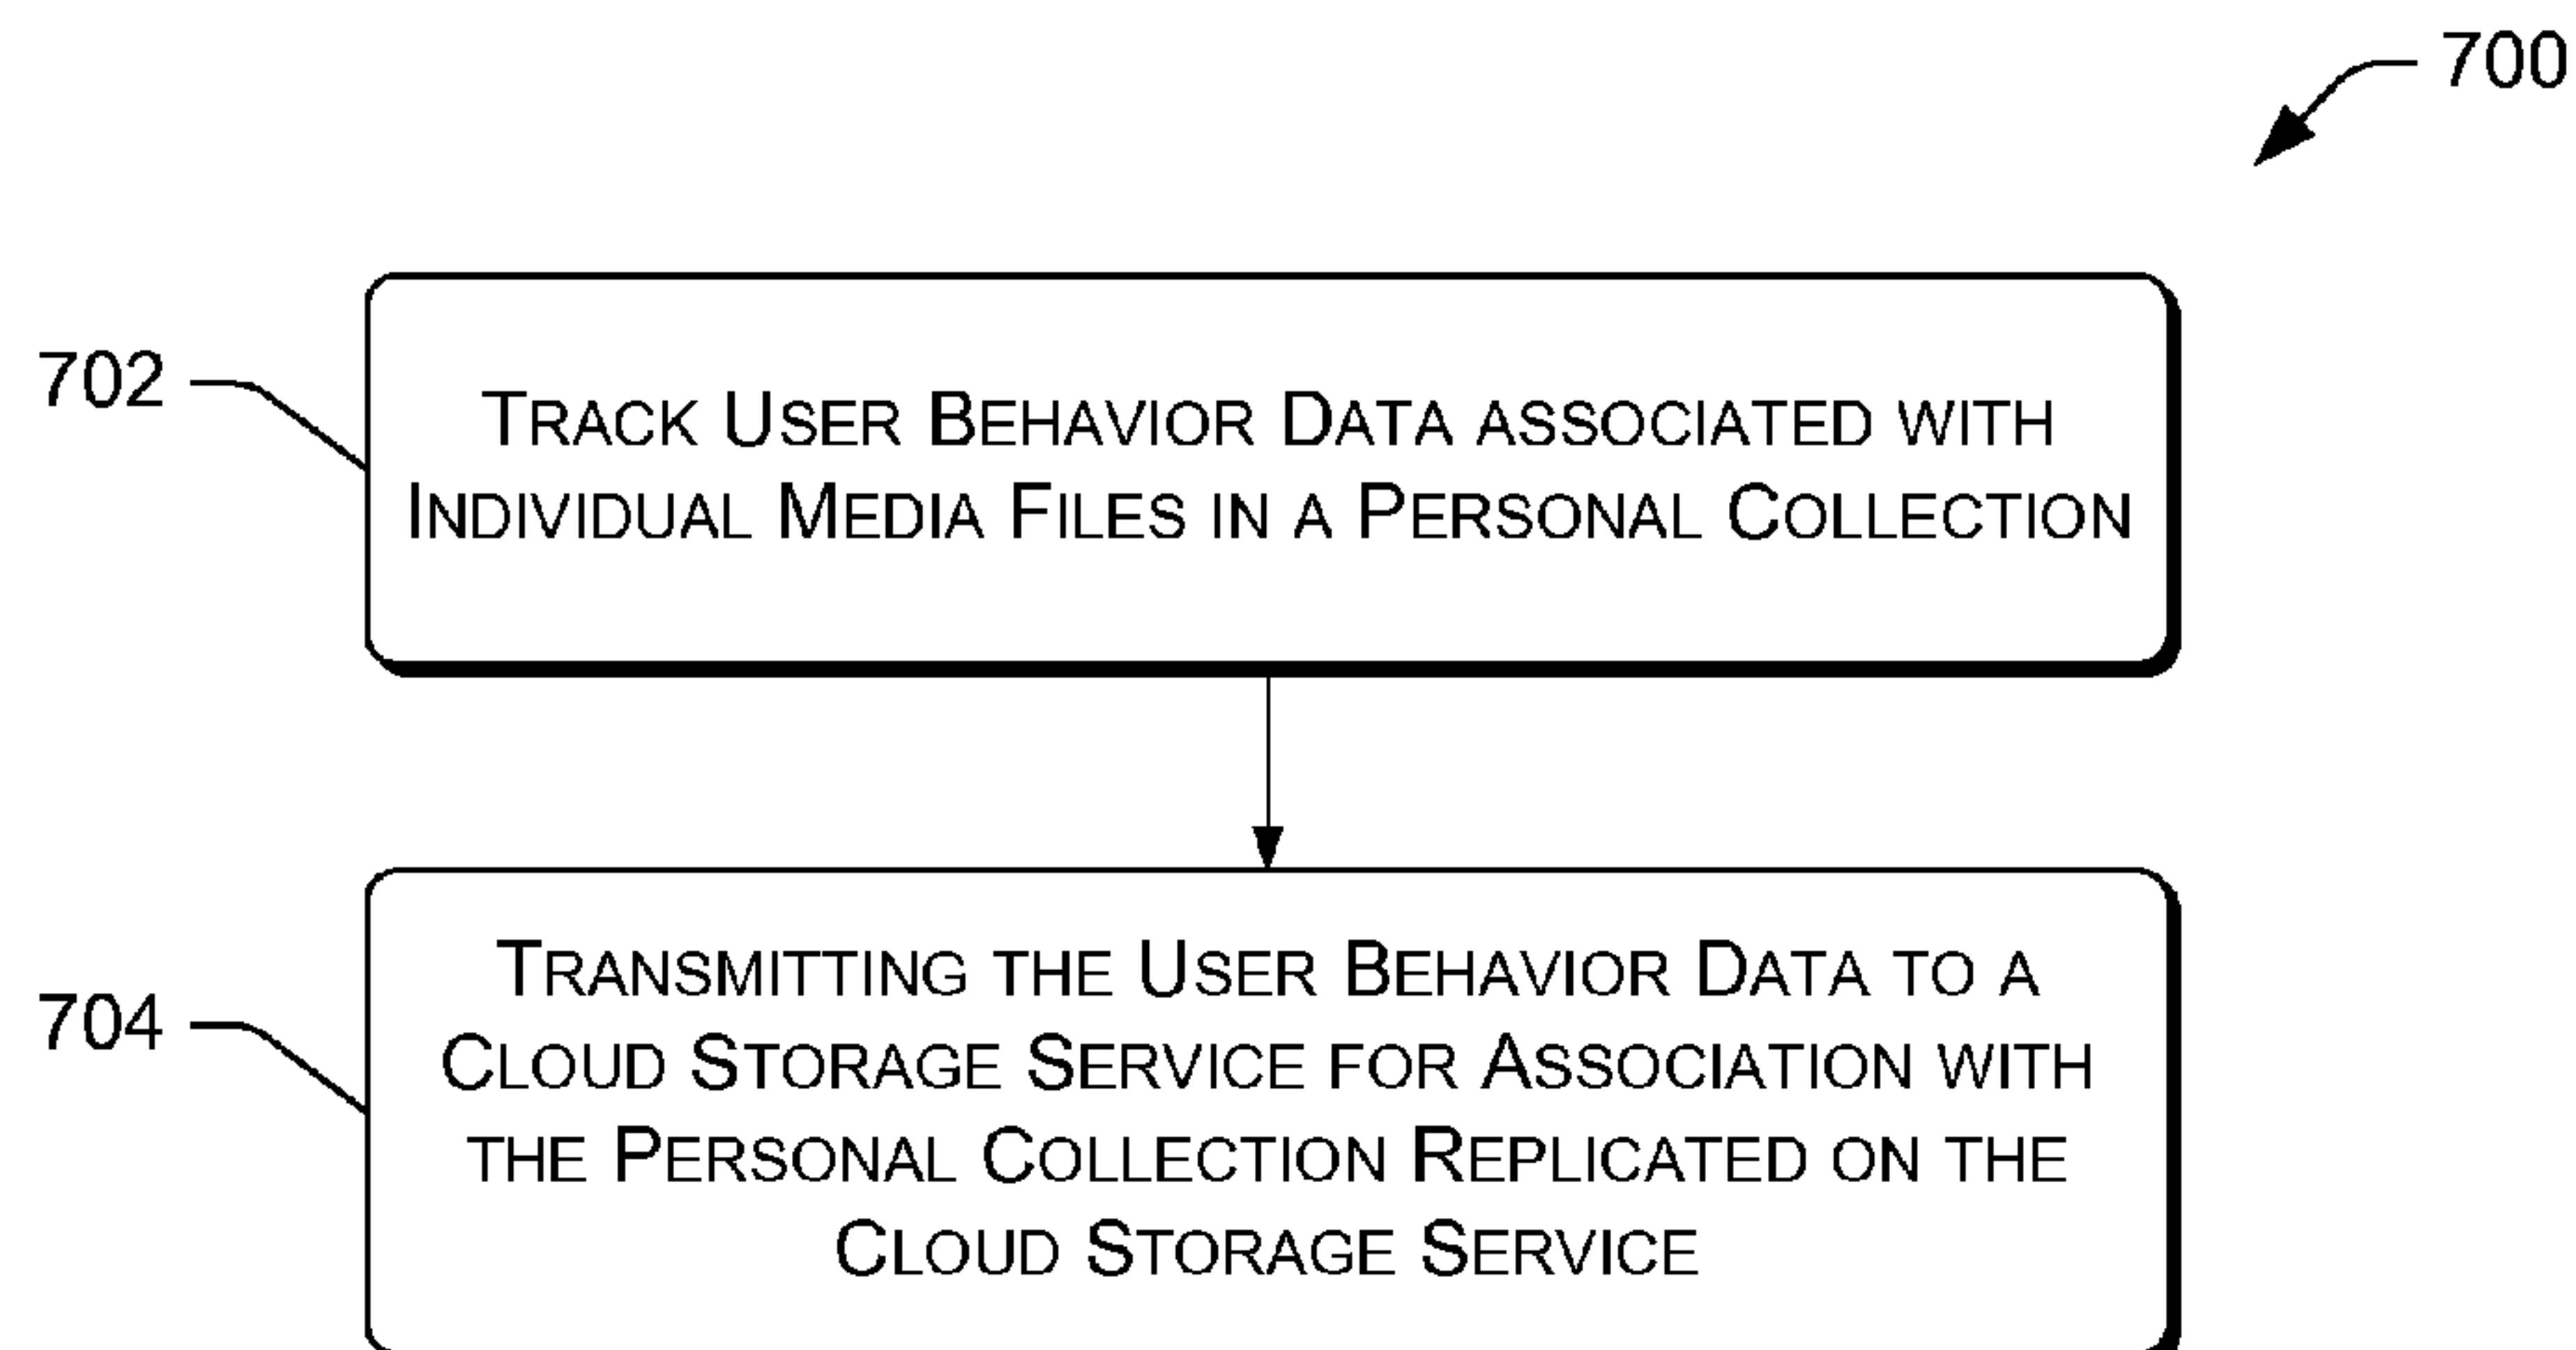 700
702
TRACK USER BEHAVIOR DATA ASSOCIATED WITH
INDIVIDUAL MEDIA FILES IN A PERSONAL COLLECTION
704
TRANSMITTING THE USER BEHAVIOR DATA TO A
CLOUD STORAGE SERVICE FOR ASSOCIATION WITH
THE PERSONAL COLLECTION REPLICATED ON THE
CLOUD STORAGE SERVICE